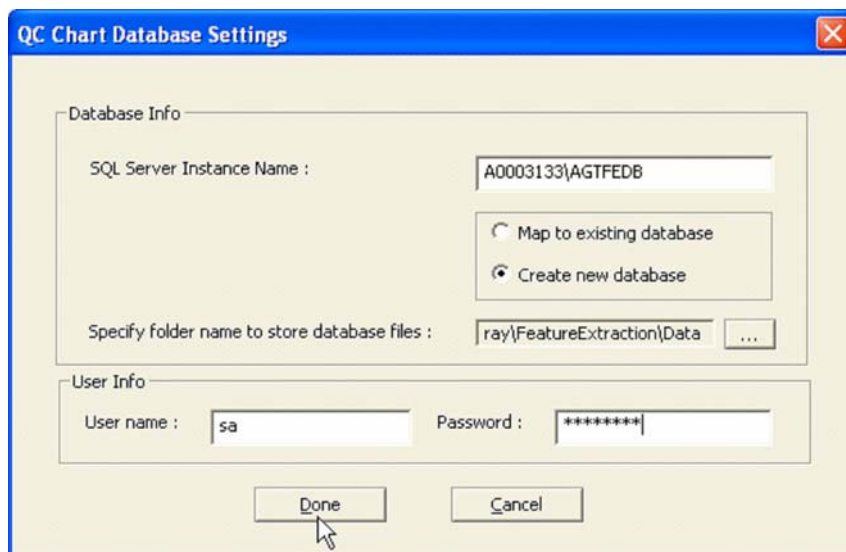 QC Chart Database Settings
Database Info
SQL Server Instance Name :
A0003133\AGTFEDB
Map to existing database
Create new database
Specify folder name to store database files :
ray\FeatureExtraction\Data
...
User Info
User name :
sa
Password :
********
Done
Cancel